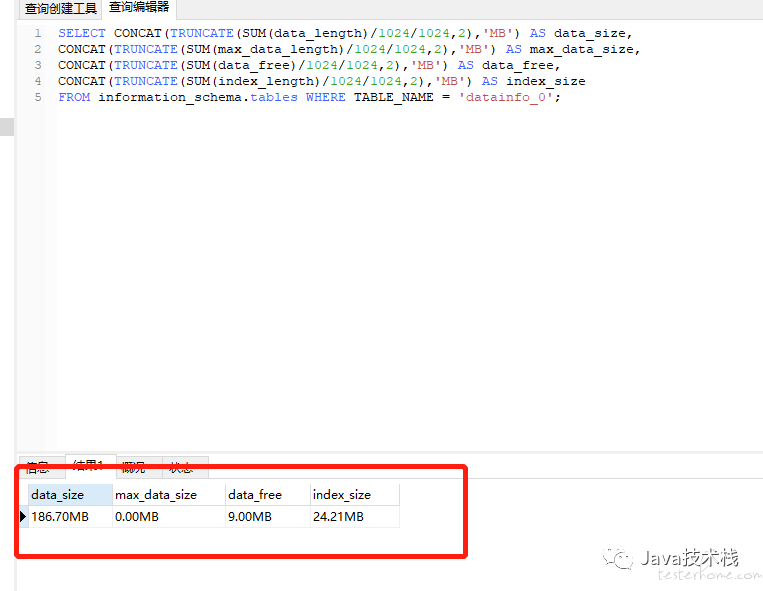 查询创建工具 查询编辑器
1 SELECT CONCAT(TRUNCATE(SUM(data_length)/1024/1024,2),'MB') AS data_size,
2 CONCAT(TRUNCATE(SUM(max_data_length)/1024/1024,2),'MB') AS max_data_size,
3 CONCAT(TRUNCATE(SUM(data_free)/1024/1024,2),'MB') AS data_free,
4 CONCAT(TRUNCATE(SUM(index_length)/1024/1024,2),'MB') AS index_size
5 FROM information_schema.tables WHERE TABLE_NAME = 'datainfo_0';
信息 结果1 概况 状态
data_size max_data_size data_free index_size
186.70MB 0.00MB 9.00MB 24.21MB
Java技术栈
testerhome.com